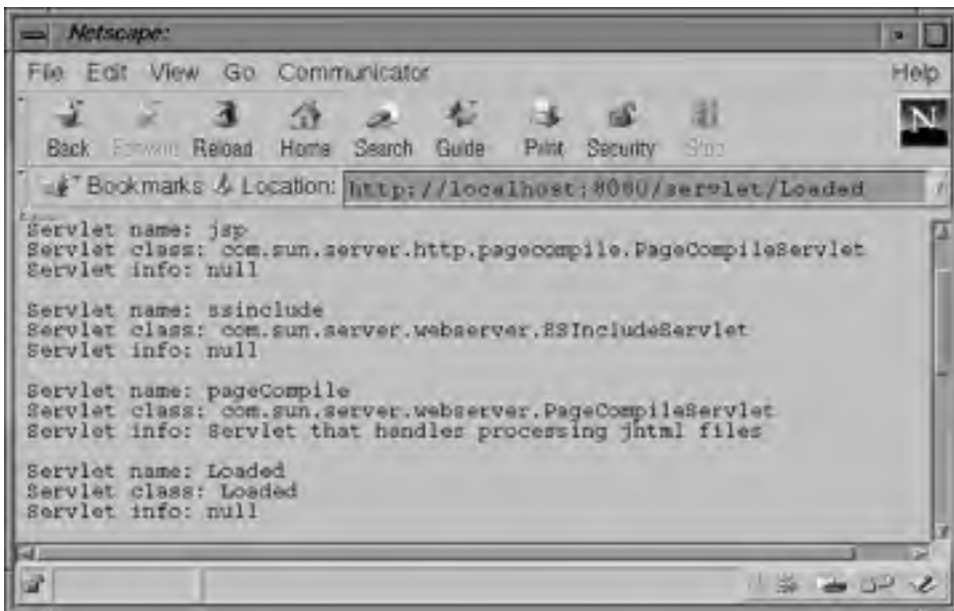 Netscape:
File Edit View Go Communicator Help
Back Forward Reload Home Search Guide Print Security Stop
N
Bookmarks Location: http://localhost:8080/servlet/Loaded
Servlet name: jsp
Servlet class: com.sun.server.http.pagecompile.PageCompileServlet
Servlet info: null
Servlet name: ssinclude
Servlet class: com.sun.server.webserver.SSIncludeServlet
Servlet info: null
Servlet name: pageCompile
Servlet class: com.sun.server.webserver.PageCompileServlet
Servlet info: Servlet that handles processing jhtml files
Servlet name: Loaded
Servlet class: Loaded
Servlet info: null